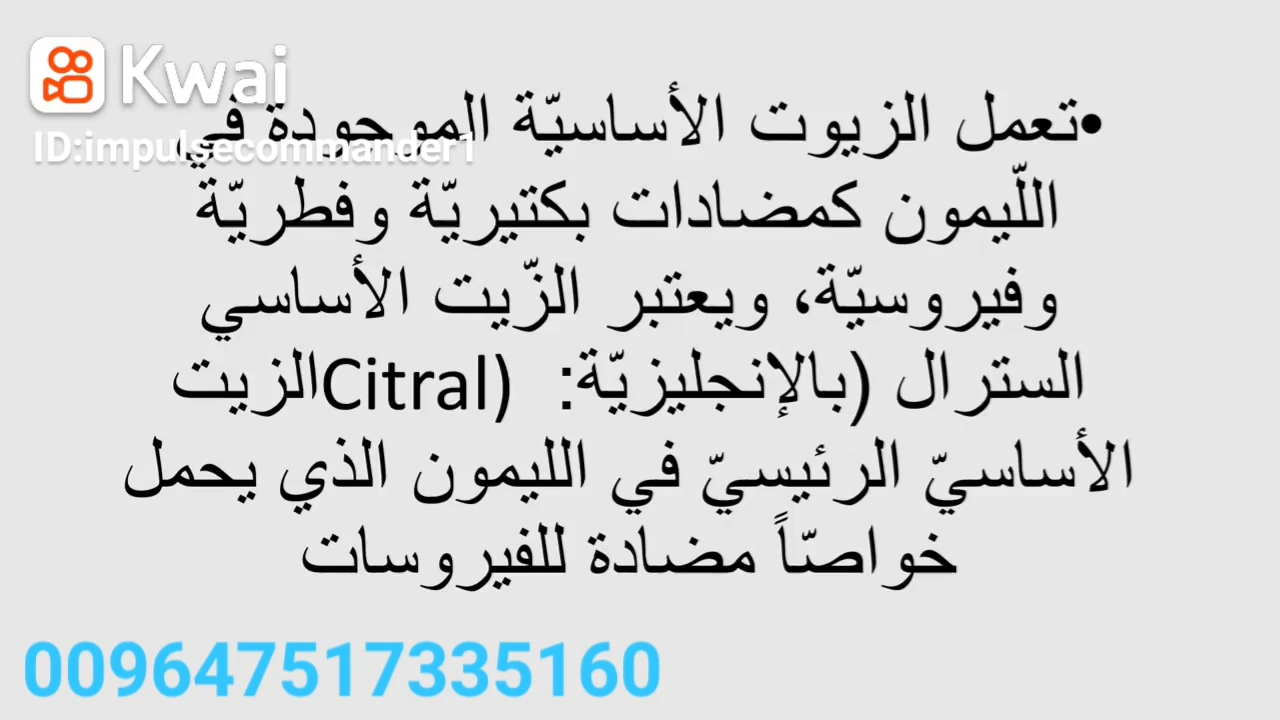 Kwai
ID:impulsecommander1
•تعمل الزيوت الأساسيّة الموجودة في
اللّيمون كمضادات بكتيريّة وفطريّة
وفيروسيّة، ويعتبر الزّيت الأساسي
السترال (بالإنجليزيّة: Citral) الزيت
الأساسيّ الرئيسيّ في الليمون الذي يحمل
خواصّاً مضادة للفيروسات
009647517335160